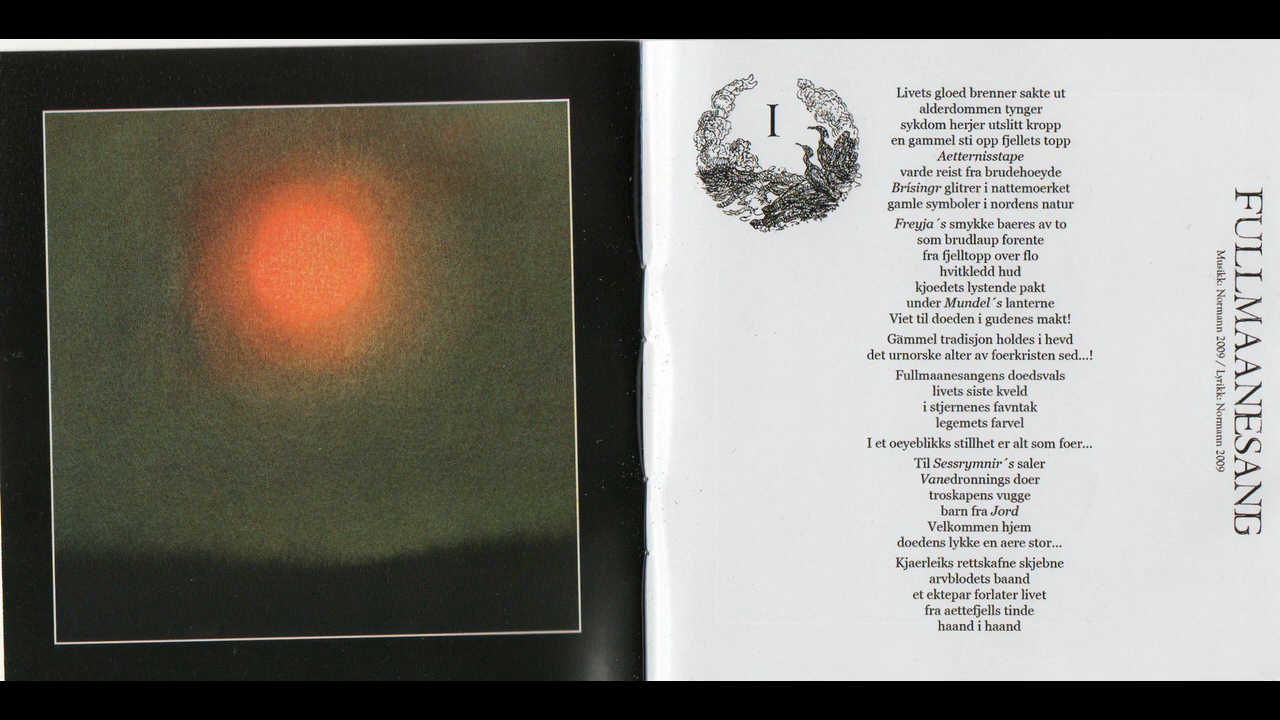 I
Livets gloed brenner sakte ut
alderdommen tynger
sykdom herjer utslitt kropp
en gammel sti opp fjellets topp
Aetternisstape
varde reist fra brudehoeyde
Brisingr glitrer i nattemoerket
gamle symboler i nordens natur
Freyja´s smykke baeres av to
som brudlaup forente
fra fjelltopp over flo
hvitkledd hud
kjoedets lystende pakt
under Mundel´s lanterne
Viet til doeden i gudenes makt!
Gammel tradisjon holdes i hevd
det urnorske alter av foerkristen sed...!
Fullmaanesangens doedsvals
livets siste kveld
i stjernenes favntak
legemets farvel
I et oeyeblikks stillhet er alt som foer...
Til Sessrymnir´s saler
Vanedronnings doer
troskapens vugge
barn fra Jord
Velkommen hjem
doedens lykke en aere stor...
Kjaerleiks rettskafne skjebne
arvblodets baand
et ektepar forlater livet
fra aettefjells tinde
haand i haand
FULLMAANESANG
Musikk: Normann 2009 / Lyrikk: Normann 2009